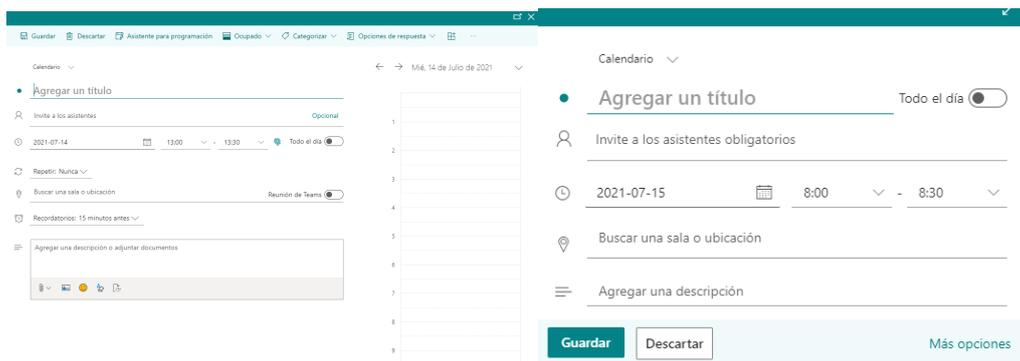 Guardar Descartar Asistente para programación Ocupado Categorizar Opciones de respuesta ...
Calendario
Mié, 14 de Julio de 2021
Agregar un título
Invite a los asistentes Opcional
2021-07-14 13:00 - 13:30 Todo el día
Repetir: Nunca
Buscar una sala o ubicación Reunión de Teams
Recordatorios: 15 minutos antes
Agregar una descripción o adjuntar documentos
1
2
3
4
5
6
7
8
9
Calendario
Agregar un título Todo el día
Invite a los asistentes obligatorios
2021-07-15 8:00 - 8:30
Buscar una sala o ubicación
Agregar una descripción
Guardar Descartar Más opciones